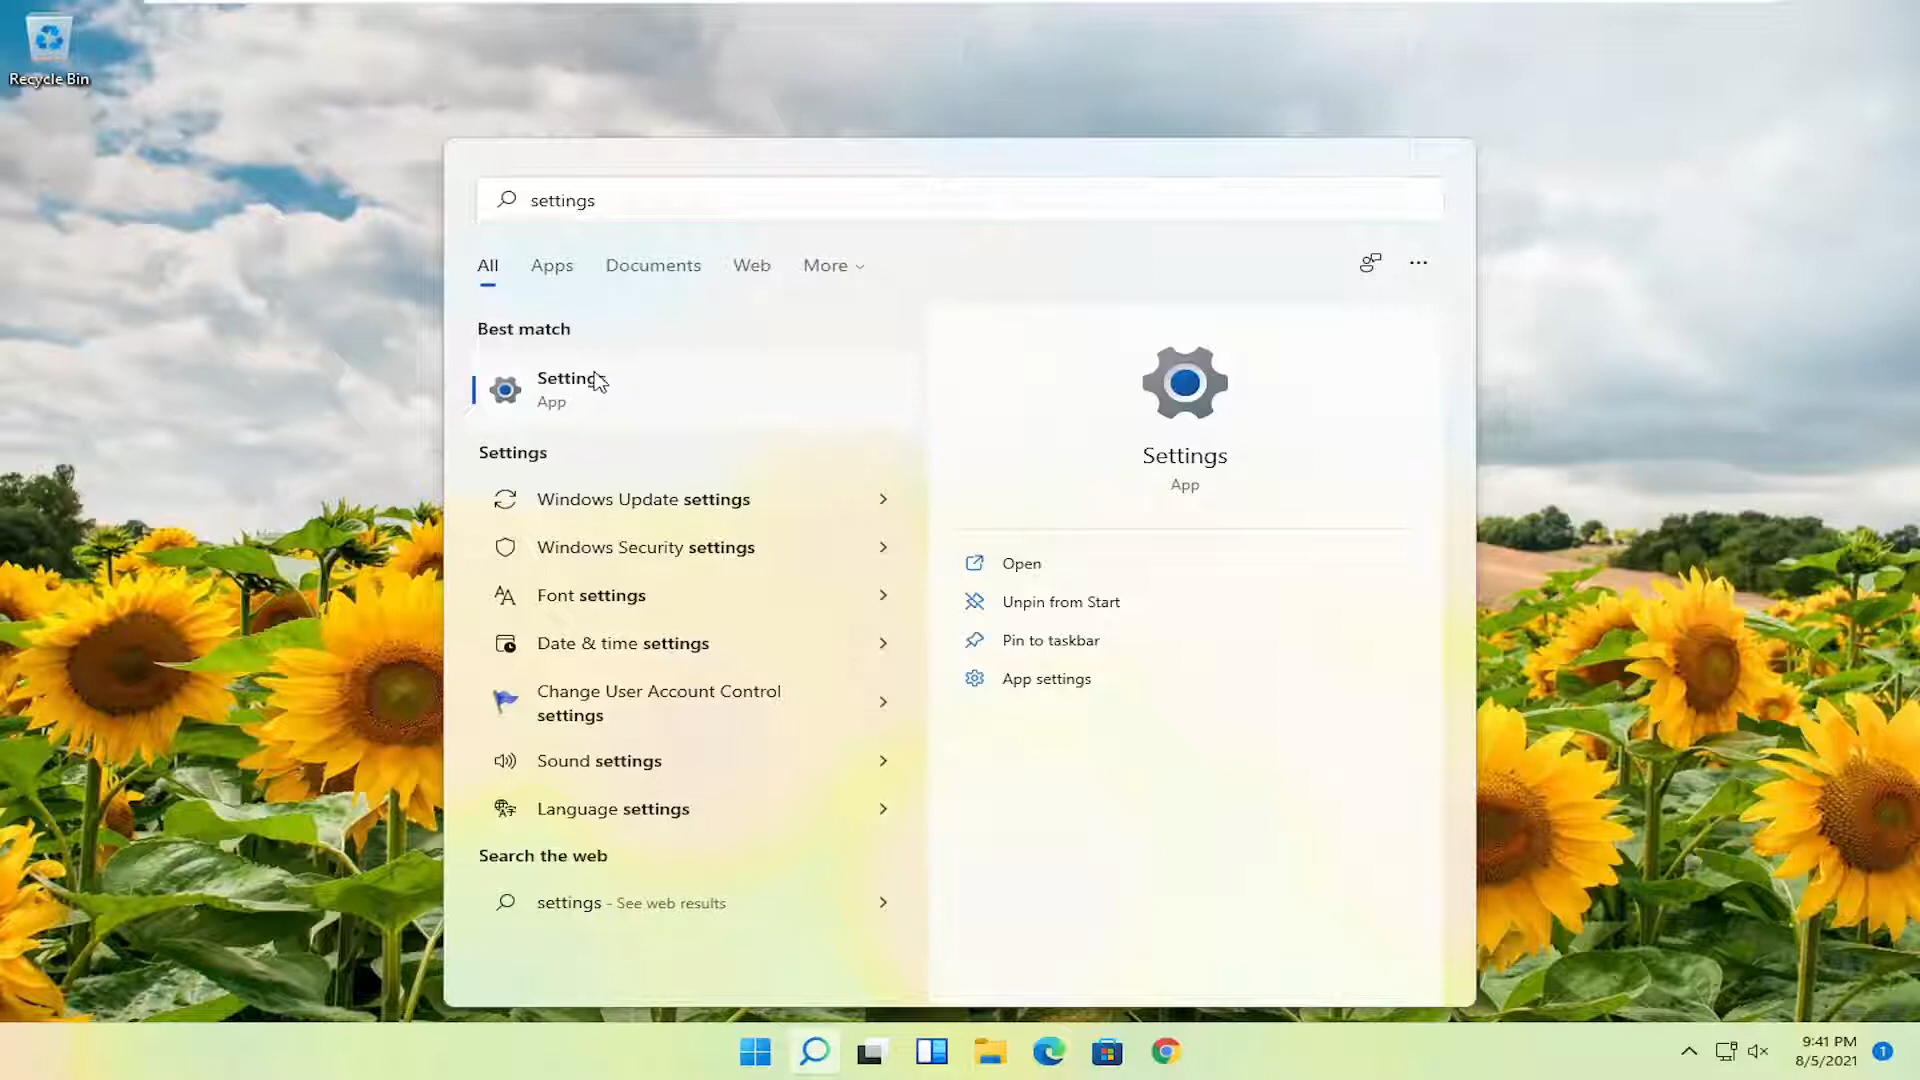 Recycle Bin
settings
All Apps Documents Web More
Best match
Settings
App
Settings
Windows Update settings
Windows Security settings
Font settings
Date & time settings
Change User Account Control
settings
Sound settings
Language settings
Search the web
settings - See web results
Settings
App
Open
Unpin from Start
Pin to taskbar
App settings
9:41 PM
8/5/2021
1